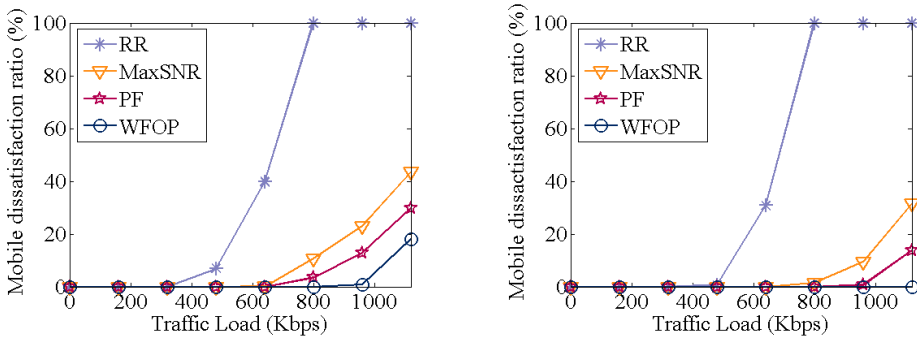 Mobile dissatisfaction ratio (%)
100
80
60
40
20
0
RR
MaxSNR
PF
WFOP
0
200
400
600
800
1000
Traffic Load (Kbps)
Mobile dissactisfaction ratio (%)
100
80
60
40
20
0
RR
MaxSNR
PF
WFOP
0
200
400
600
800
1000
Traffic Load (Kbps)